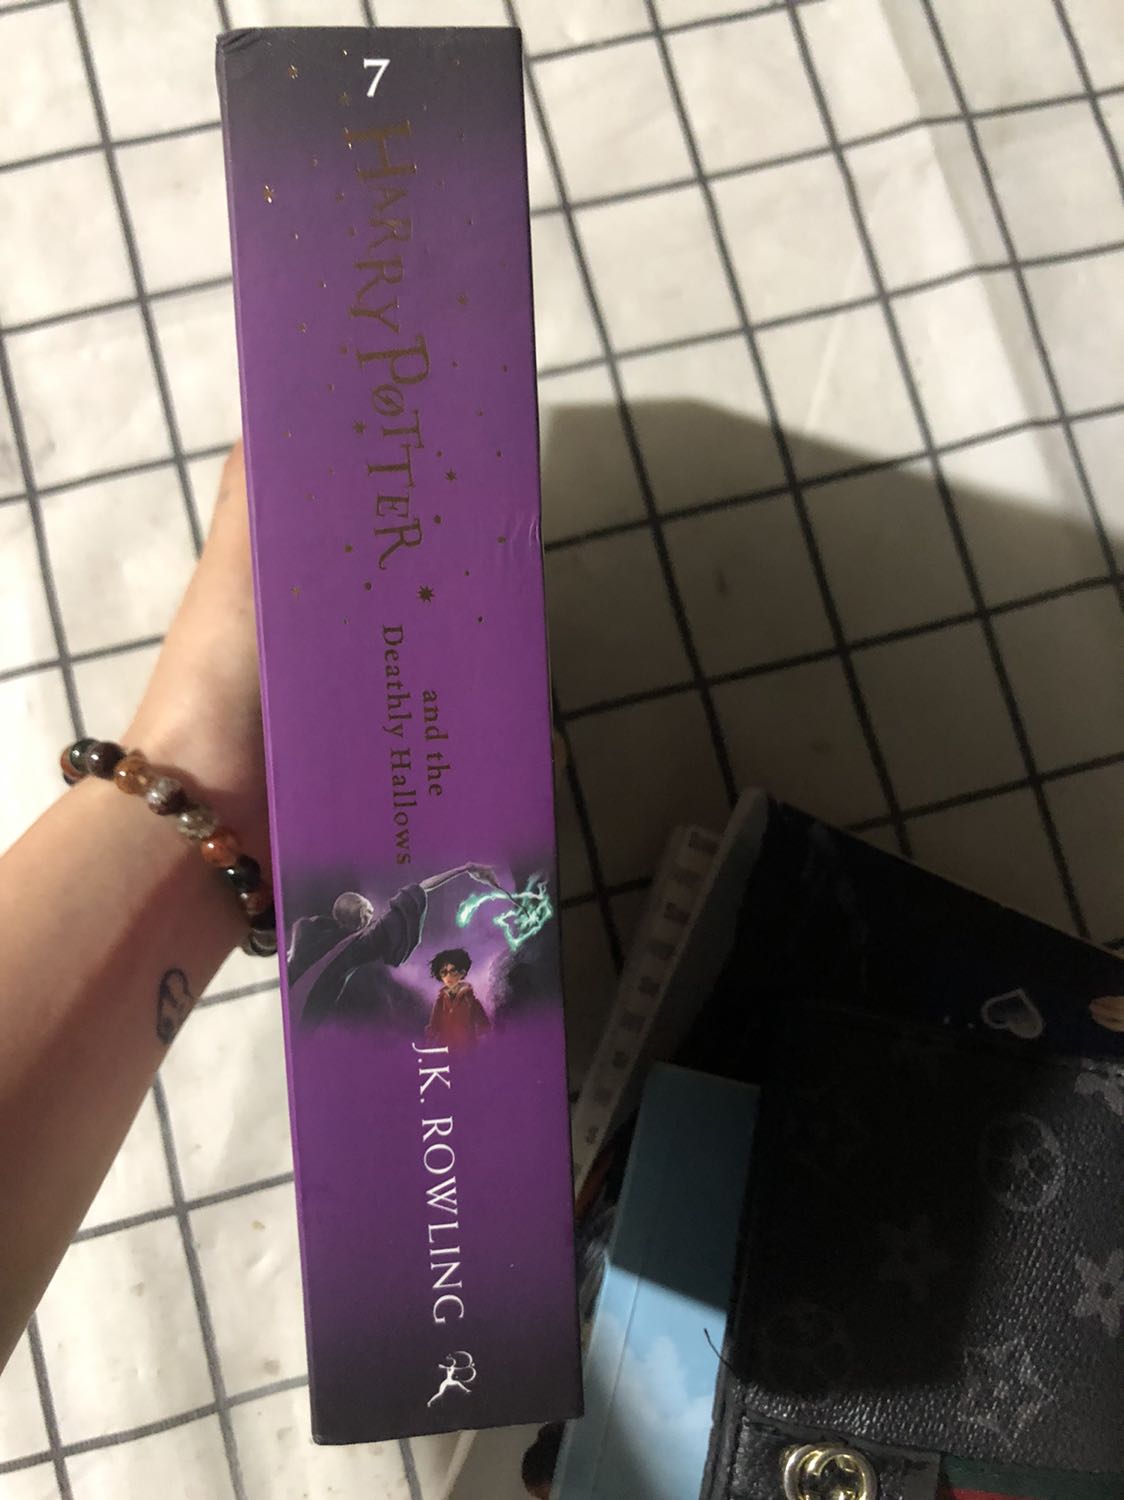 7
HARRY POTTER
and the
Deathly Hallows
J.K. ROWLING